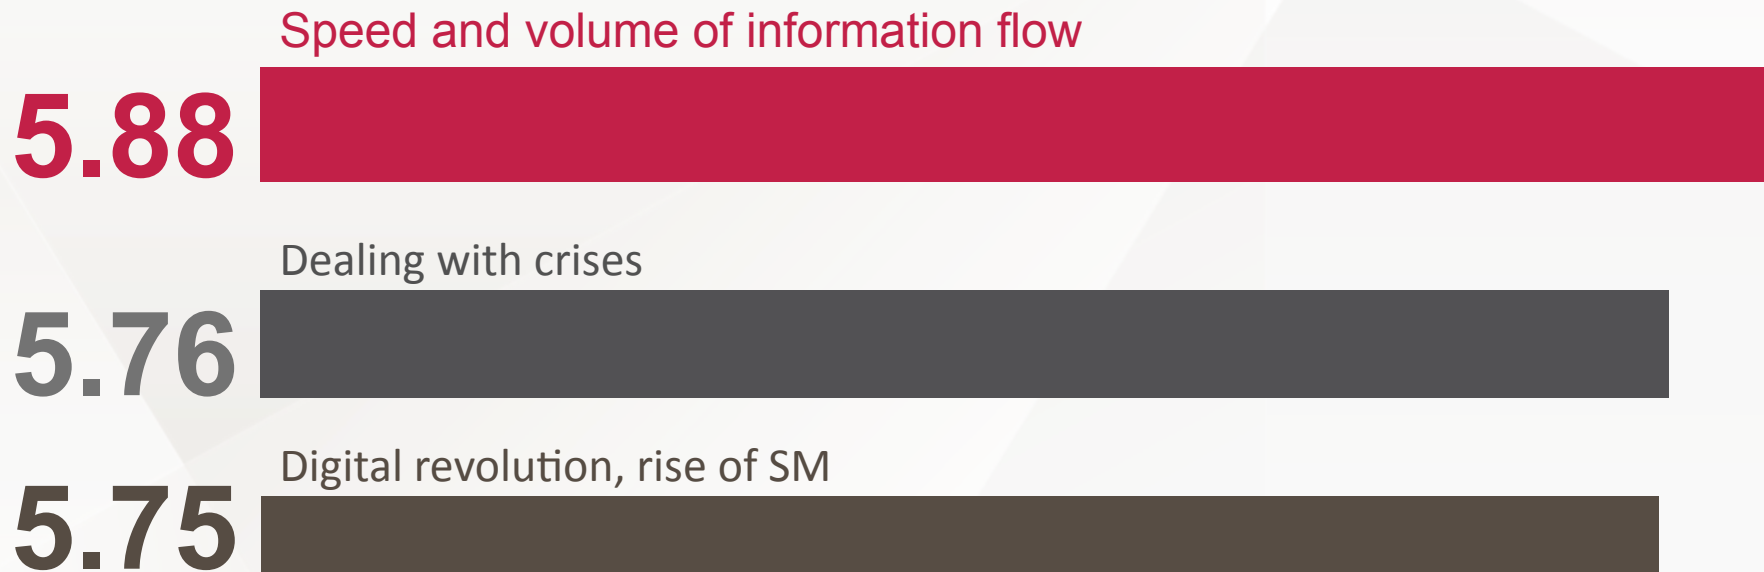 Speed and volume of information flow
5.88
Dealing with crises
5.76
Digital revolution, rise of SM
5.75